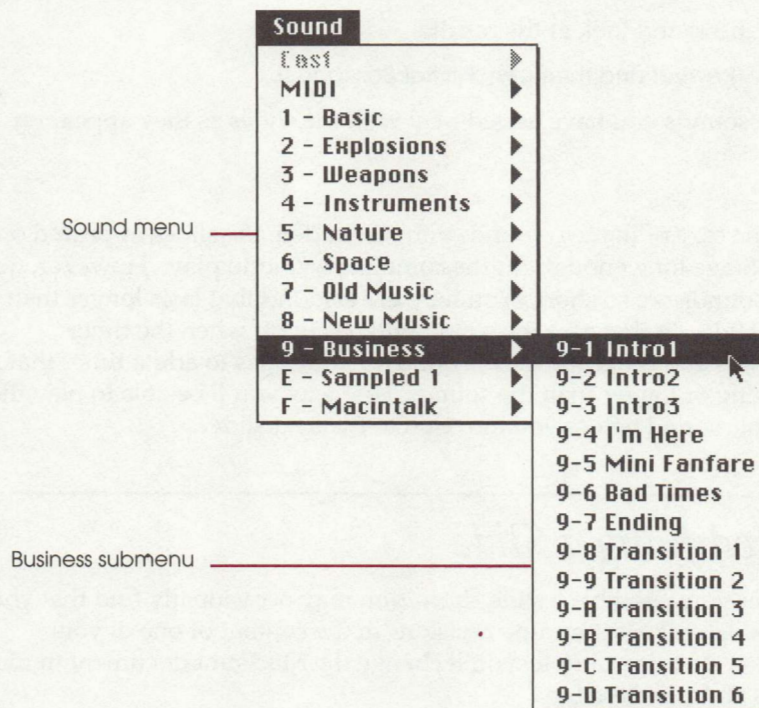 Sound
Cast
MIDI
1 - Basic
2 - Explosions
3 - Weapons
4 - Instruments
5 - Nature
6 - Space
7 - Old Music
8 - New Music
9 - Business
E - Sampled 1
F - Macintalk
9-1 Intro1
9-2 Intro2
9-3 Intro3
9-4 I'm Here
9-5 Mini Fanfare
9-6 Bad Times
9-7 Ending
9-8 Transition 1
9-9 Transition 2
9-A Transition 3
9-B Transition 4
9-C Transition 5
9-D Transition 6
Sound menu
Business submenu